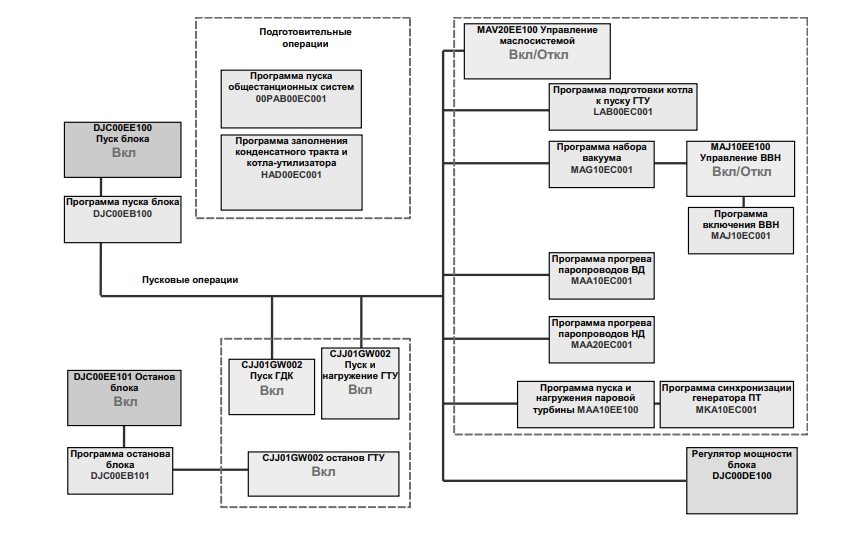 Подготовительные
операции
Программа пуска
общестанционных систем
00PAB00EC001
Программа заполнения
конденсатного тракта и
котла-утилизатора
HAD00EC001
DJC00EE100
Пуск блока
Вкл
Программа пуска блока
DJC00EB100
Пусковые операции
MAV20EE100 Управление
маслосистемой
Вкл/Откл
Программа подготовки котла
к пуску ГТУ
LAB00EC001
Программа набора
вакуума
MAG10EC001
MAJ10EE100
Управление ВВН
Вкл/Откл
Программа
включения ВВН
MAJ10EC001
Программа прогрева
паропроводов ВД
MAA10EC001
Программа прогрева
паропроводов НД
MAA20EC001
Программа пуска и
нагружения паровой
турбины MAA10EE100
Программа синхронизации
генератора ПТ
MKA10EC001
CJJ01GW002
Пуск ГДК
Вкл
CJJ01GW002
Пуск и
нагружение ГТУ
Вкл
DJC00EE101 Останов
блока
Вкл
Программа останова
блока
DJC00EB101
CJJ01GW002 останов ГТУ
Вкл
Регулятор мощности
блока
DJC00DE100